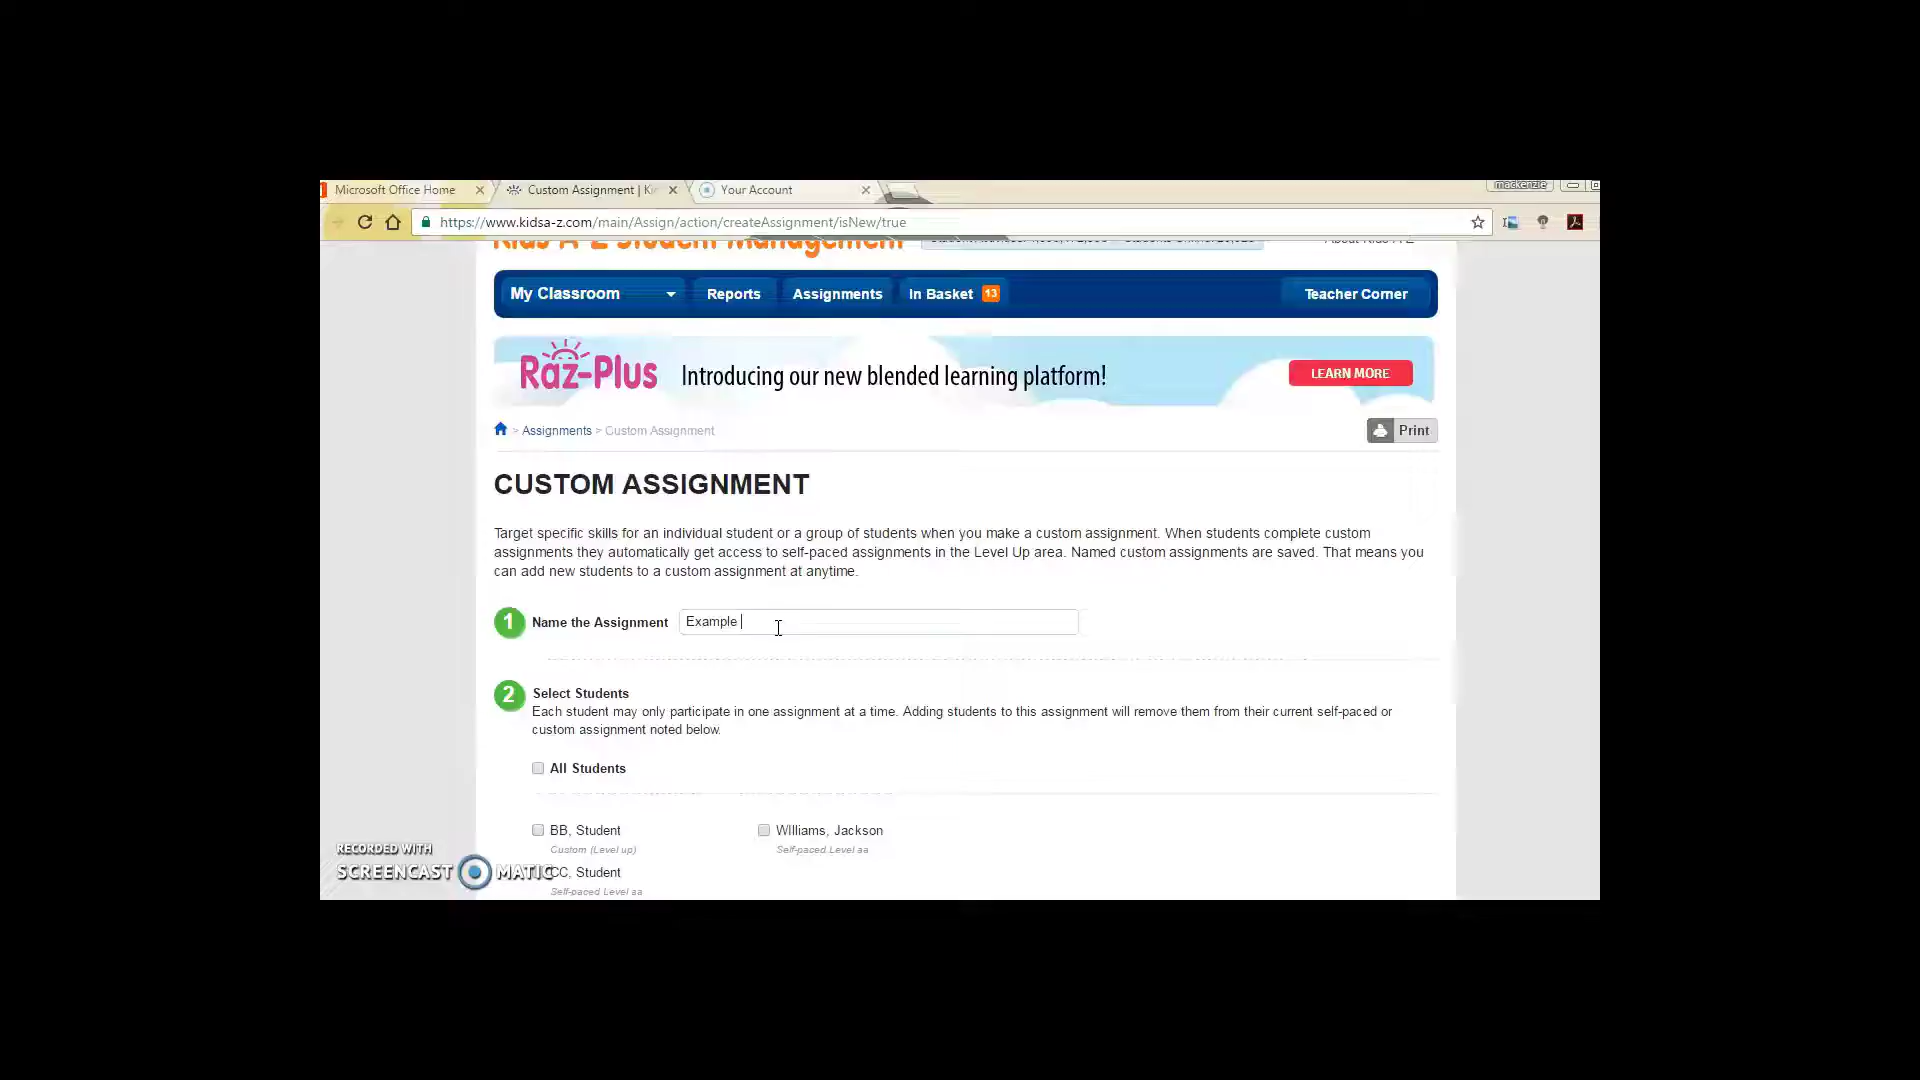 Microsoft Office Home
Custom Assignment | Ki
Your Account
mackenzie
https://www.kidsa-z.com/main/Assign/action/createAssignment/isNew/true
Kids A-Z Student Management
My Classroom
Reports
Assignments
In Basket 13
Teacher Corner
Raz-Plus
Introducing our new blended learning platform!
LEARN MORE
> Assignments > Custom Assignment
Print
CUSTOM ASSIGNMENT
Target specific skills for an individual student or a group of students when you make a custom assignment. When students complete custom
assignments they automatically get access to self-paced assignments in the Level Up area. Named custom assignments are saved. That means you
can add new students to a custom assignment at anytime.
1 Name the Assignment Example
2 Select Students
Each student may only participate in one assignment at a time. Adding students to this assignment will remove them from their current self-paced or
custom assignment noted below.
All Students
BB, Student
Custom (Level up)
WIlliams, Jackson
Self-paced Level aa
CC, Student
Self-paced Level aa
RECORDED WITH
SCREENCAST MATIC